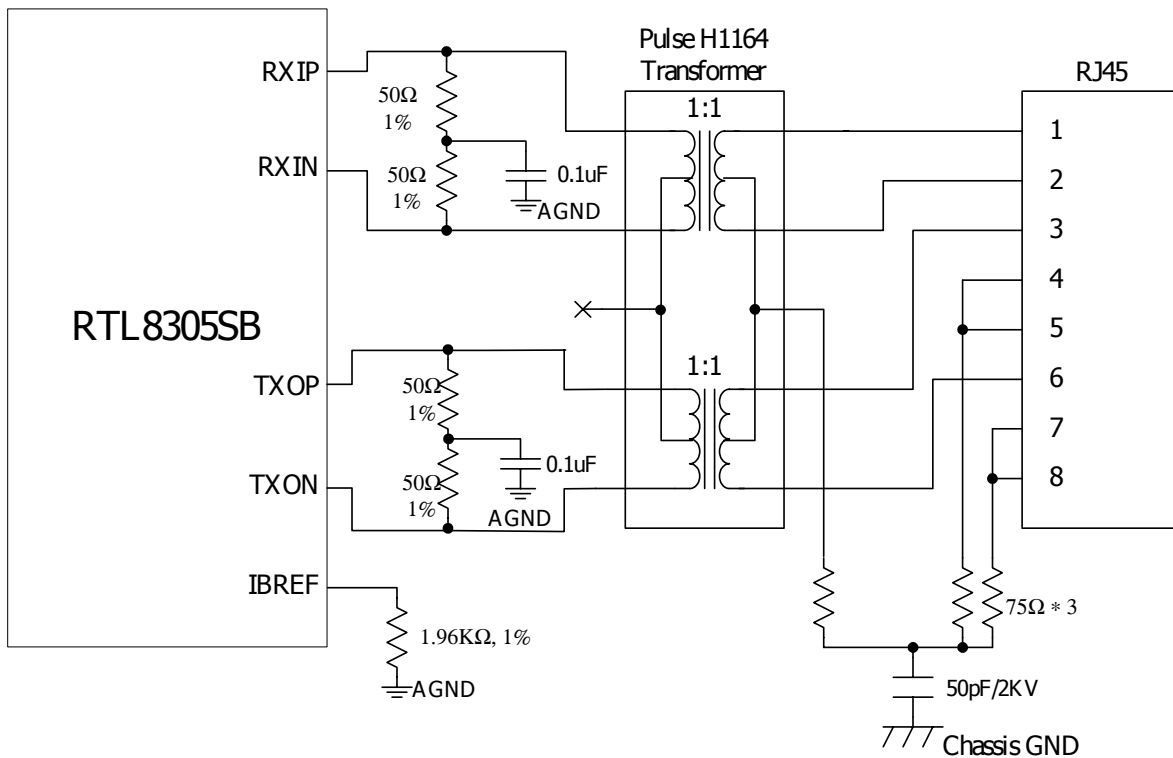 Pulse H1164
Transformer
RJ45
RXIP
50Ω
1%
1:1
1
RXIN
50Ω
1%
0.1uF
AGND
2
3
4
RTL8305SB
5
1:1
TXOP
50Ω
1%
6
7
0.1uF
TXON
50Ω
1%
8
AGND
IBREF
75Ω * 3
1.96KΩ, 1%
AGND
50pF/2KV
Chassis GND